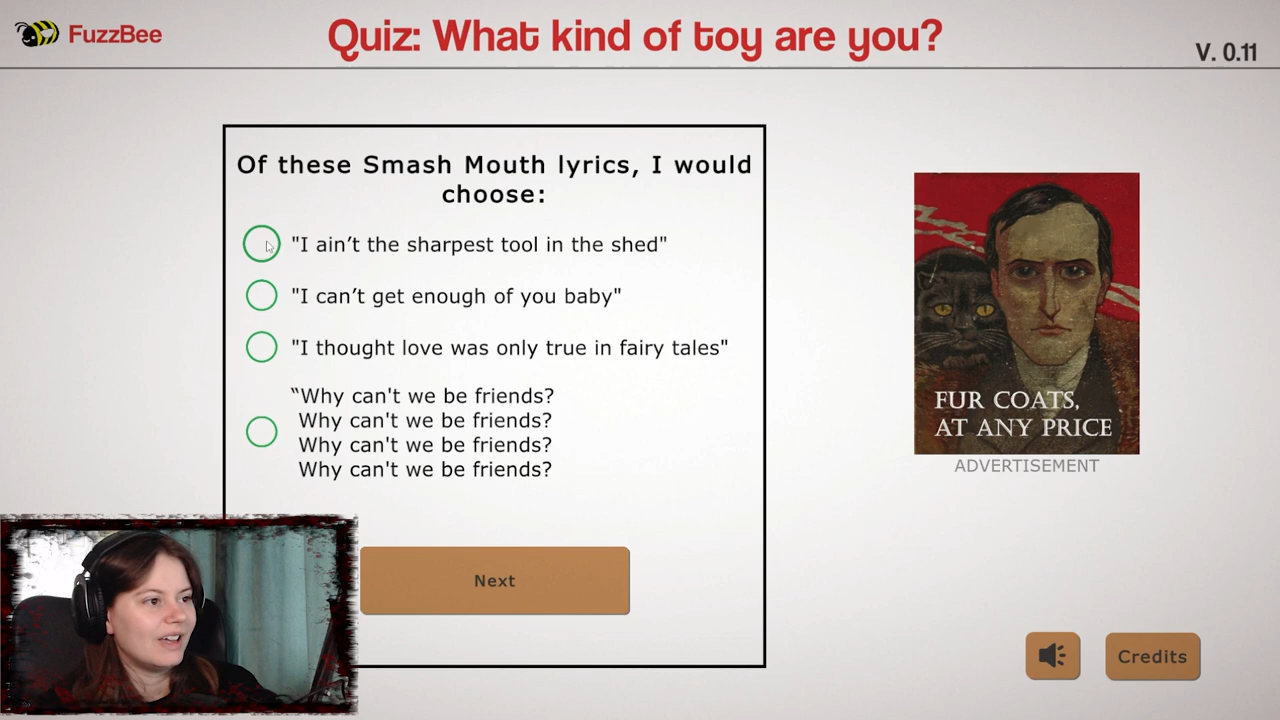 FuzzBee
Quiz: What kind of toy are you?
V. 0.11
Of these Smash Mouth lyrics, I would
choose:
"I ain’t the sharpest tool in the shed"
"I can’t get enough of you baby"
"I thought love was only true in fairy tales"
“Why can't we be friends?
Why can't we be friends?
Why can't we be friends?
Why can't we be friends?
Next
FUR COATS,
AT ANY PRICE
ADVERTISEMENT
Credits